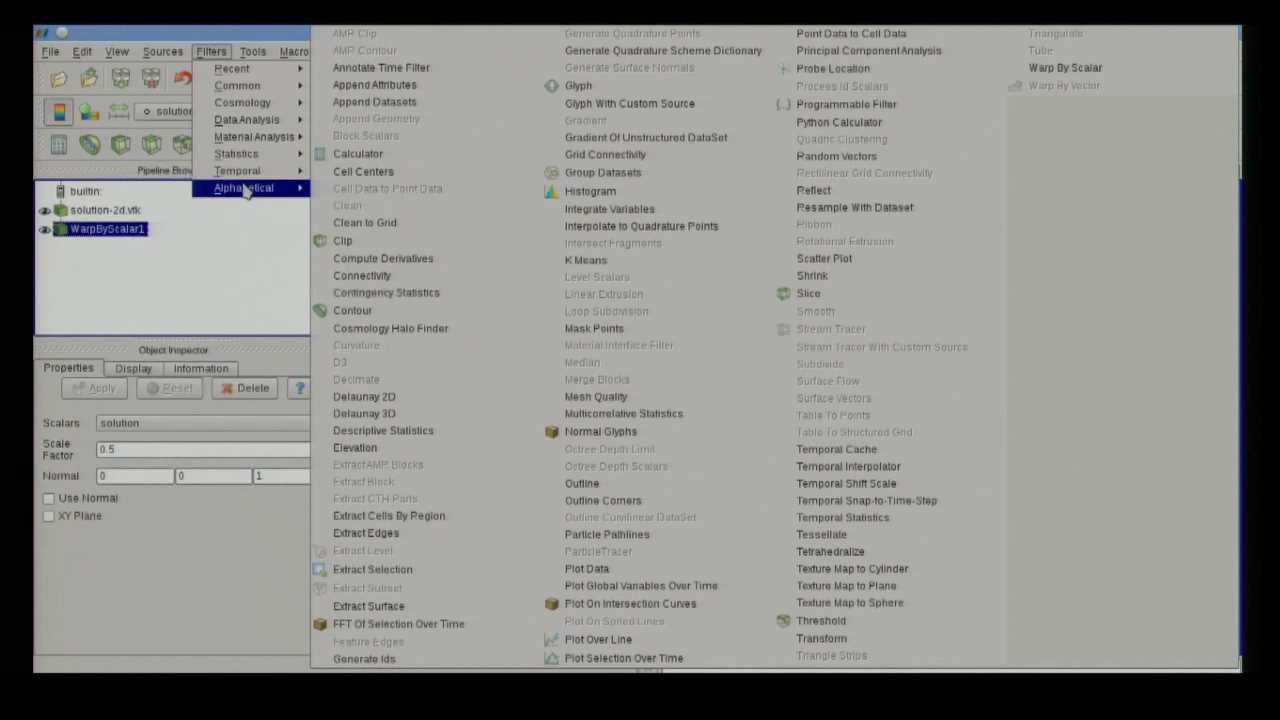 File Edit View Sources Filters Tools Macro
solution
Recent
Common
Cosmology
Data Analysis
Material Analysis
Statistics
Temporal
Alphabetical
Pipeline Brow
builtin:
solution-2d.vtk
WarpByScalar1
Object Inspector
Properties Display Information
Apply Reset Delete ?
Scalars solution
Scale Factor 0.5
Normal 0 0 1
Use Normal
XY Plane
AMR Clip
AMR Contour
Annotate Time Filter
Append Attributes
Append Datasets
Append Geometry
Block Scalars
Calculator
Cell Centers
Cell Data to Point Data
Clean
Clean to Grid
Clip
Compute Derivatives
Connectivity
Contingency Statistics
Contour
Cosmology Halo Finder
Curvature
D3
Decimate
Delaunay 2D
Delaunay 3D
Descriptive Statistics
Elevation
Extract AMR Blocks
Extract Block
Extract CTH Parts
Extract Cells By Region
Extract Edges
Extract Level
Extract Selection
Extract Subset
Extract Surface
FFT Of Selection Over Time
Feature Edges
Generate Ids
Generate Quadrature Points
Generate Quadrature Scheme Dictionary
Generate Surface Normals
Glyph
Glyph With Custom Source
Gradient
Gradient Of Unstructured DataSet
Grid Connectivity
Group Datasets
Histogram
Integrate Variables
Interpolate to Quadrature Points
Intersect Fragments
K Means
Level Scalars
Linear Extrusion
Loop Subdivision
Mask Points
Material Interface Filter
Median
Merge Blocks
Mesh Quality
Multicorrelative Statistics
Normal Glyphs
Octree Depth Limit
Octree Depth Scalars
Outline
Outline Corners
Outline Curvilinear DataSet
Particle Pathlines
ParticleTracer
Plot Data
Plot Global Variables Over Time
Plot On Intersection Curves
Plot On Sorted Lines
Plot Over Line
Plot Selection Over Time
Point Data to Cell Data
Principal Component Analysis
Probe Location
Process Id Scalars
Programmable Filter
Python Calculator
Quadric Clustering
Random Vectors
Rectilinear Grid Connectivity
Reflect
Resample With Dataset
Ribbon
Rotational Extrusion
Scatter Plot
Shrink
Slice
Smooth
Stream Tracer
Stream Tracer With Custom Source
Subdivide
Surface Flow
Surface Vectors
Table To Points
Table To Structured Grid
Temporal Cache
Temporal Interpolator
Temporal Shift Scale
Temporal Snap-to-Time-Step
Temporal Statistics
Tessellate
Tetrahedralize
Texture Map to Cylinder
Texture Map to Plane
Texture Map to Sphere
Threshold
Transform
Triangle Strips
Triangulate
Tube
Warp By Scalar
Warp By Vector